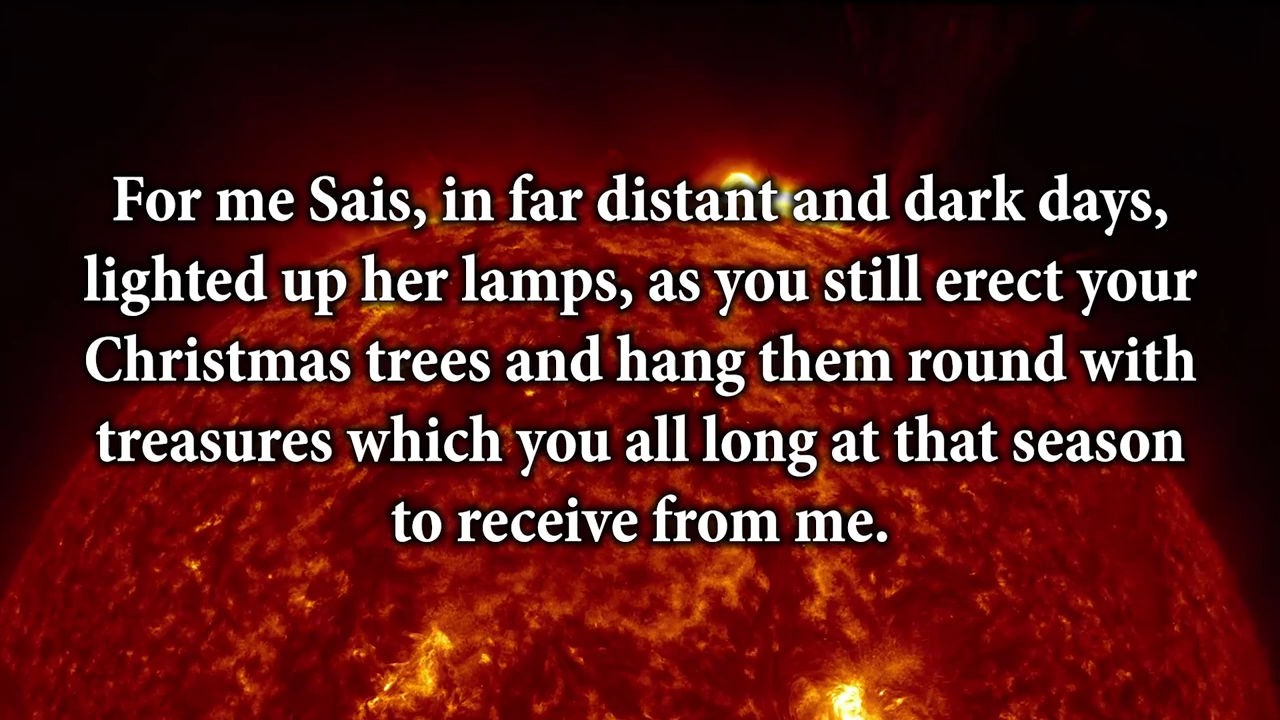 For me Sais, in far distant and dark days,
lighted up her lamps, as you still erect your
Christmas trees and hang them round with
treasures which you all long at that season
to receive from me.